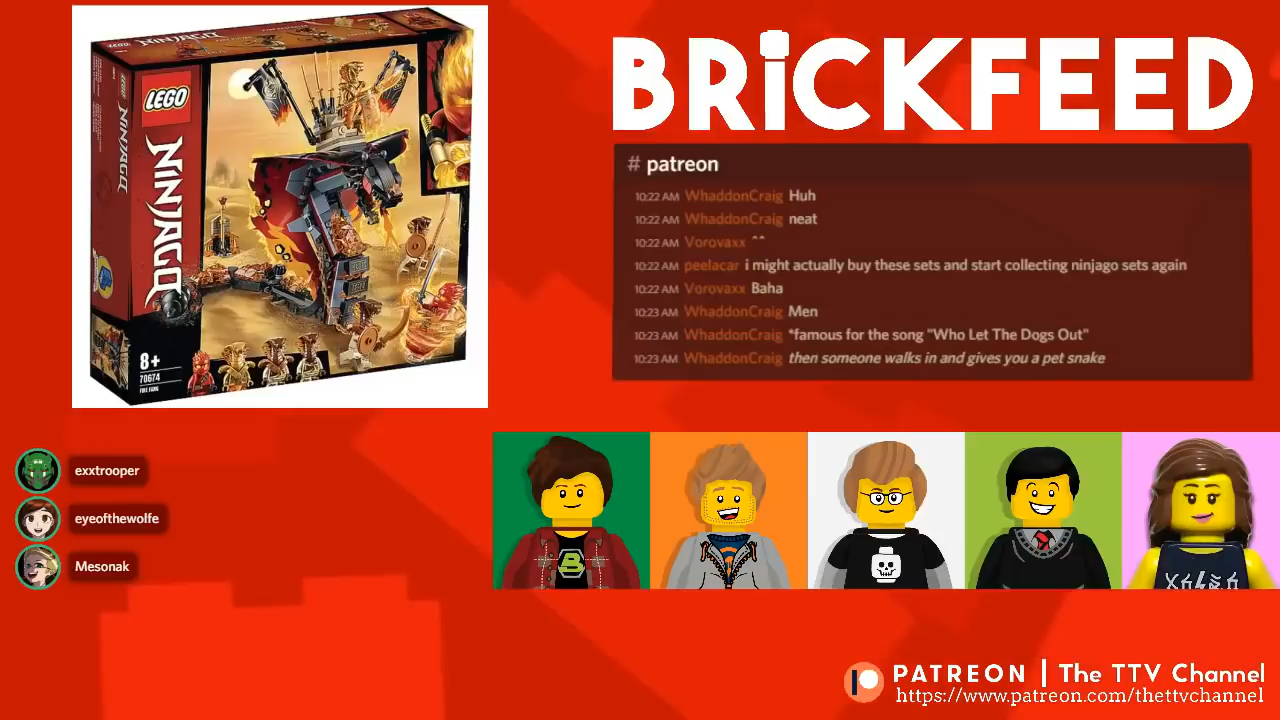 LEGO
NINJAGO
8+
70674
FIRE FANG
BRiCKFEED
# patreon
10:22 AM WhaddonCraig Huh
10:22 AM WhaddonCraig neat
10:22 AM Vorovaxx ^^
10:22 AM peelacar i might actually buy these sets and start collecting ninjago sets again
10:22 AM Vorovaxx Baha
10:23 AM WhaddonCraig Men
10:23 AM WhaddonCraig *famous for the song "Who Let The Dogs Out"
10:23 AM WhaddonCraig then someone walks in and gives you a pet snake
exxtrooper
eyeofthewolfe
Mesonak
B
PATREON | The TTV Channel
https://www.patreon.com/thettvchannel